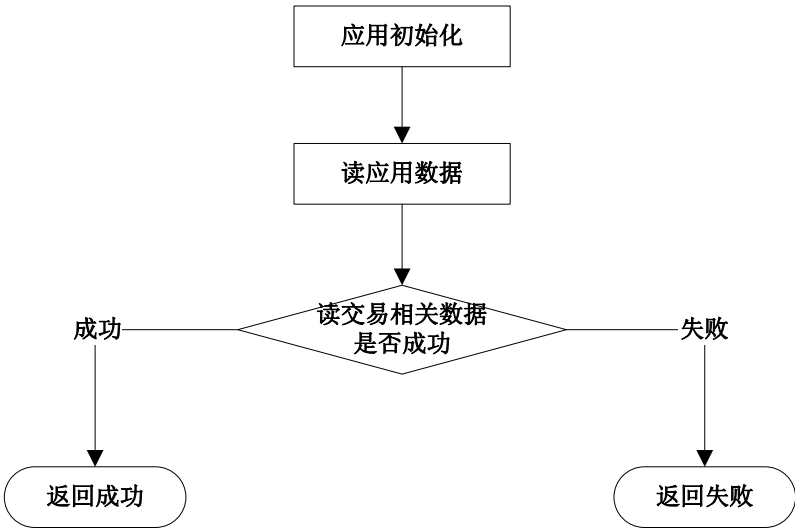 应用初始化
读应用数据
读交易相关数据
是否成功
成功
失败
返回成功
返回失败